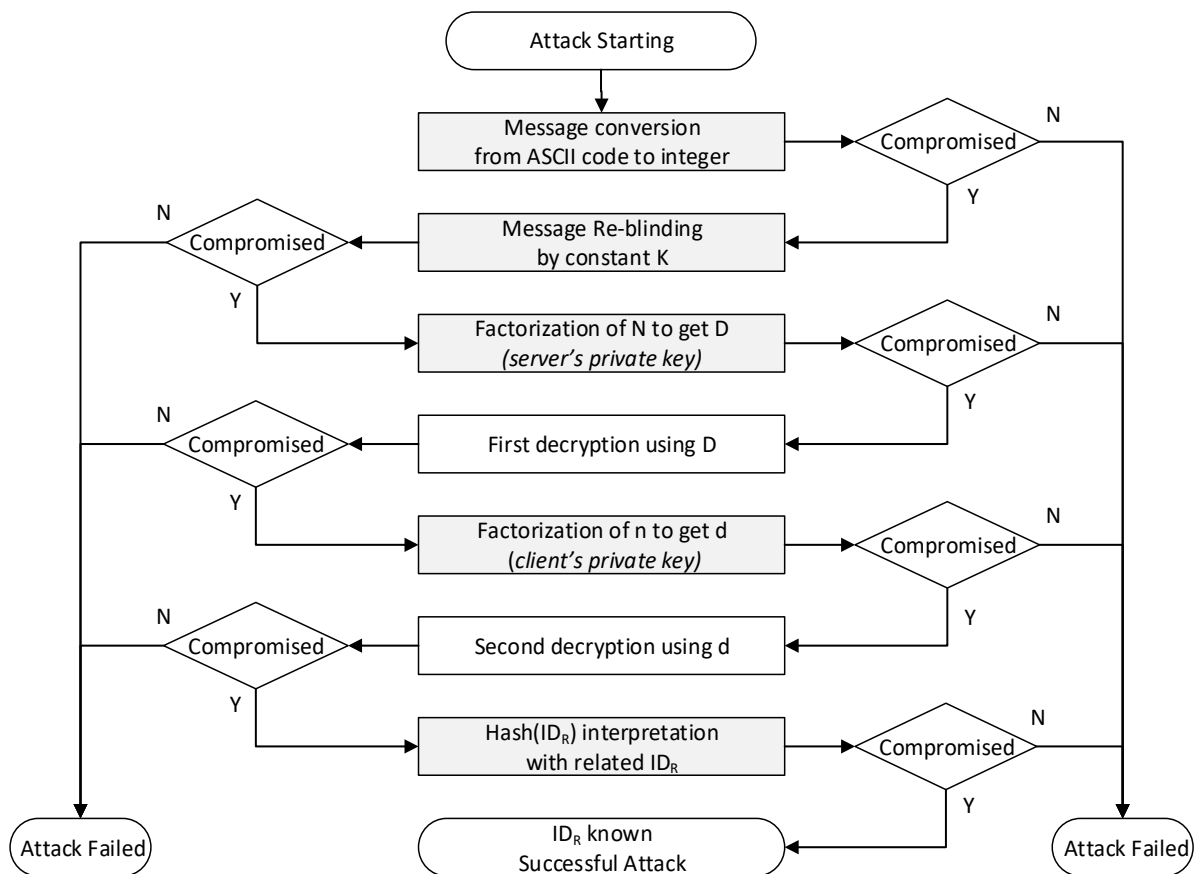 Attack Starting
Message conversion
from ASCII code to integer
Compromised
N
Y
Message Re-blinding
by constant K
Compromised
N
Y
Factorization of N to get D
(server's private key)
Compromised
N
Y
First decryption using D
Compromised
N
Y
Factorization of n to get d
(client's private key)
Compromised
N
Y
Second decryption using d
Compromised
N
Y
Hash(IDR) interpretation
with related IDR
Compromised
N
Y
IDR known
Successful Attack
Attack Failed
Attack Failed